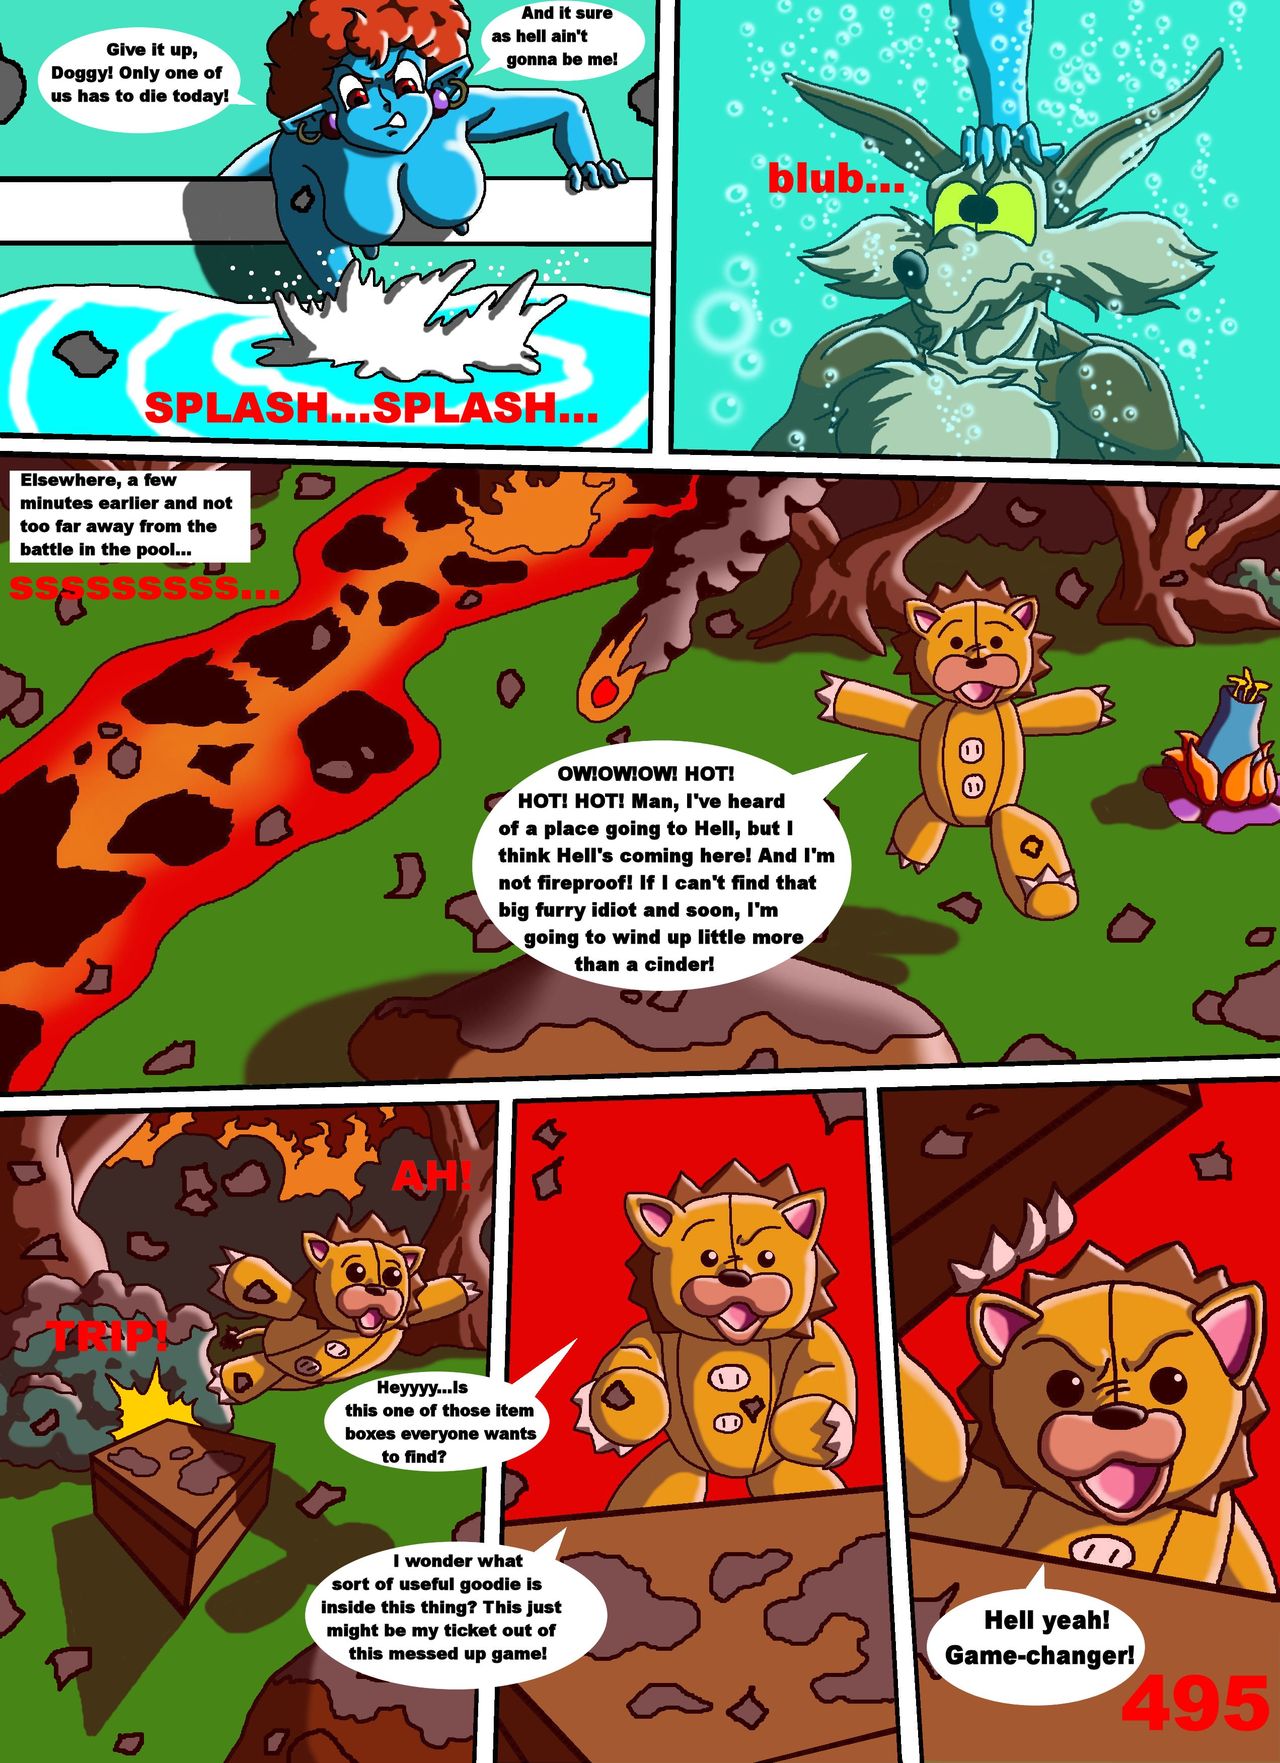 Give it up,
Doggy! Only one of
us has to die today!
And it sure
as hell ain't
gonna be me!
SPLASH...SPLASH...
blub...
Elsewhere, a few
minutes earlier and not
too far away from the
battle in the pool...
SSSSSSSSS...
OW!OW!OW! HOT!
HOT! HOT! Man, I've heard
of a place going to Hell, but I
think Hell's coming here! And I'm
not fireproof! If I can't find that
big furry idiot and soon, I'm
going to wind up little more
than a cinder!
AH!
TRIP!
Heyyyy...Is
this one of those item
boxes everyone wants
to find?
I wonder what
sort of useful goodie is
inside this thing? This just
might be my ticket out of
this messed up game!
Hell yeah!
Game-changer!
495